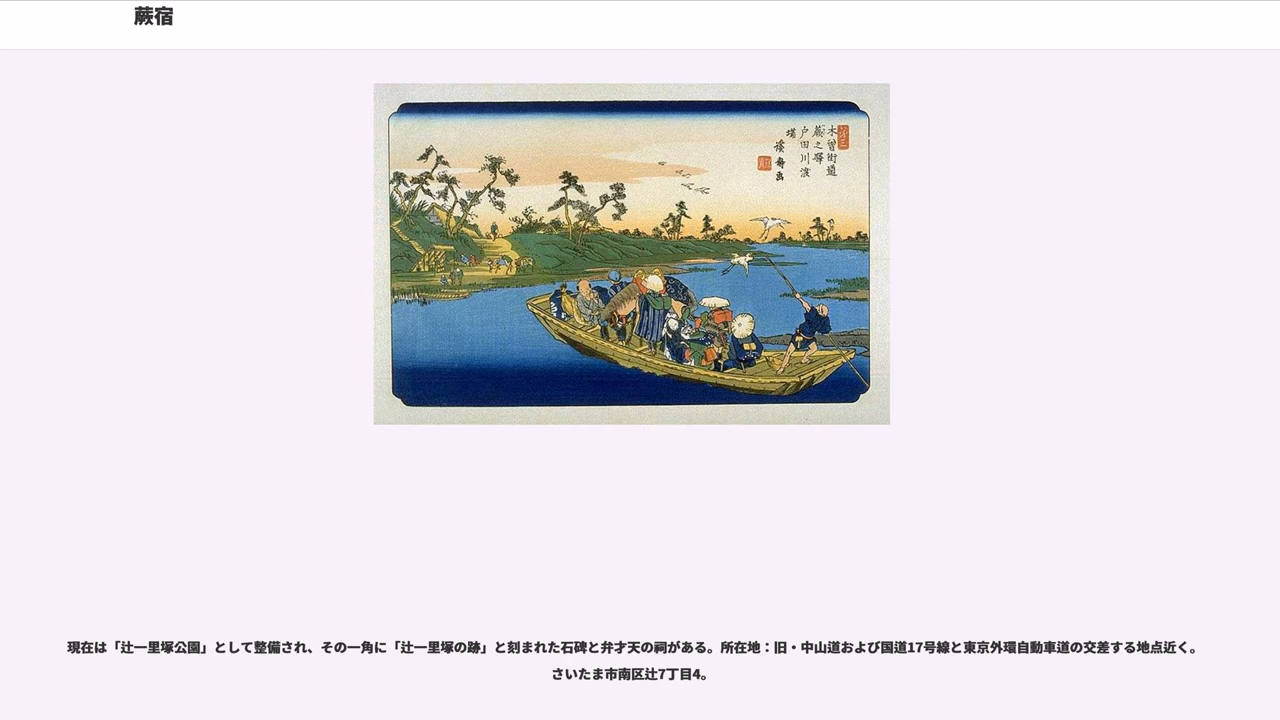 蕨宿
木曾街道
蕨之驛
戸田川渡
場
溪斎画
現在は「辻一里塚公園」として整備され、その一角に「辻一里塚の跡」と刻まれた石碑と弁才天の祠がある。所在地：旧・中山道および国道17号線と東京外環自動車道の交差する地点近く。
さいたま市南区辻7丁目4。